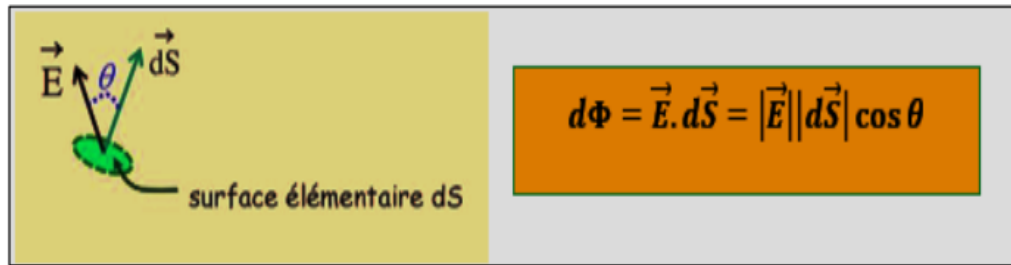 E⃗ θ dS⃗
surface élémentaire dS
dΦ = E⃗. dS⃗ = |E⃗||dS⃗| cos θ